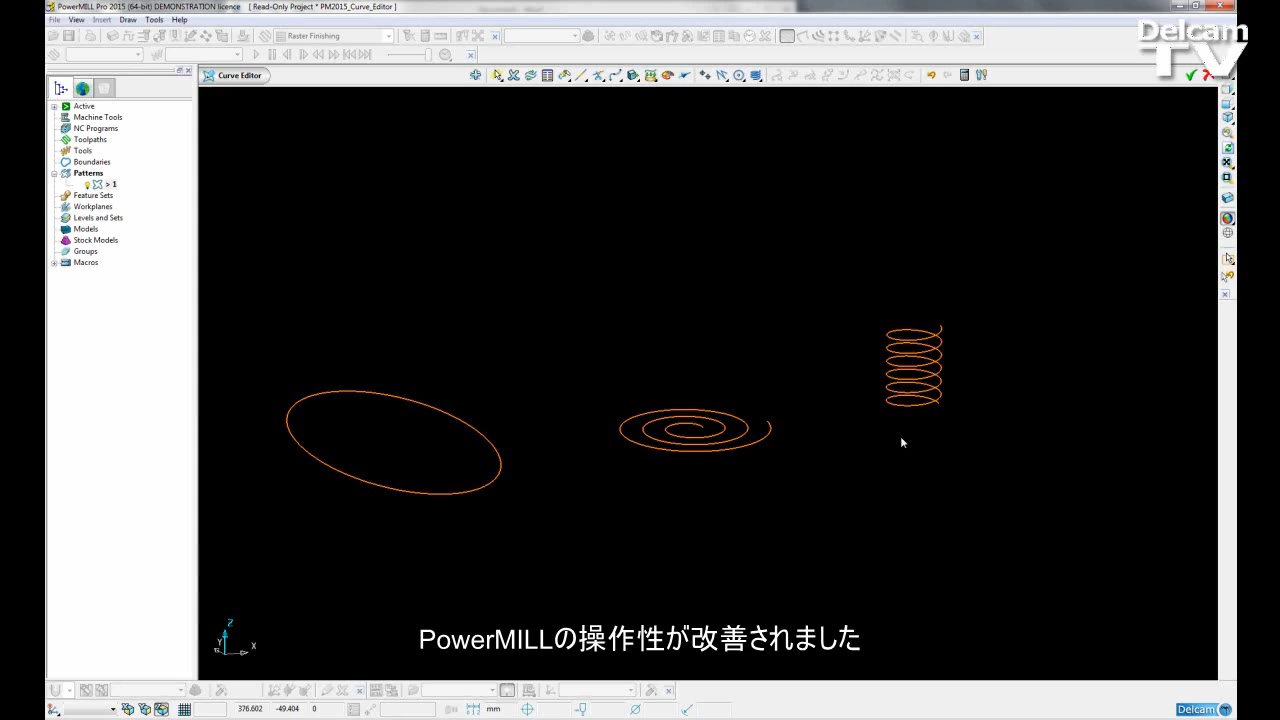 PowerMILL Pro 2015 (64-bit) DEMONSTRATION licence [ Read-Only Project * PM2015_Curve_Editor ]
File View Insert Draw Tools Help
Raster Finishing
Delcam
TV
Curve Editor
Active
Machine Tools
NC Programs
Toolpaths
Tools
Boundaries
Patterns
> 1
Feature Sets
Workplanes
Levels and Sets
Models
Stock Models
Groups
Macros
Z
Y
X
PowerMILLの操作性が改善されました
376.602 -49.404 0 mm
Delcam